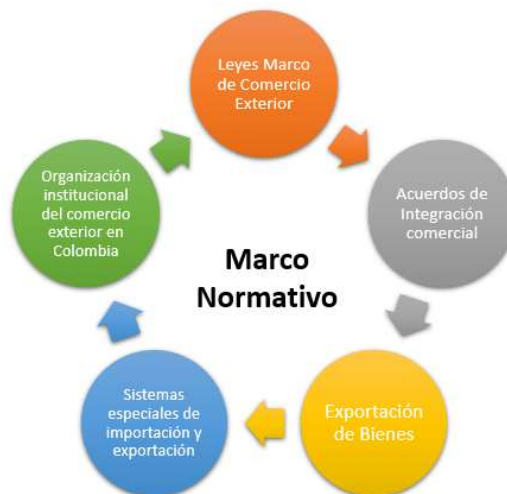 Leyes Marco
de Comercio
Exterior
Acuerdos de
Integración
comercial
Exportación
de Bienes
Sistemas
especiales de
importación y
exportación
Organización
institucional
del comercio
exterior en
Colombia
Marco
Normativo